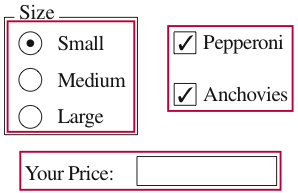 Size
Small
Medium
Large
Pepperoni
Anchovies
Your Price: